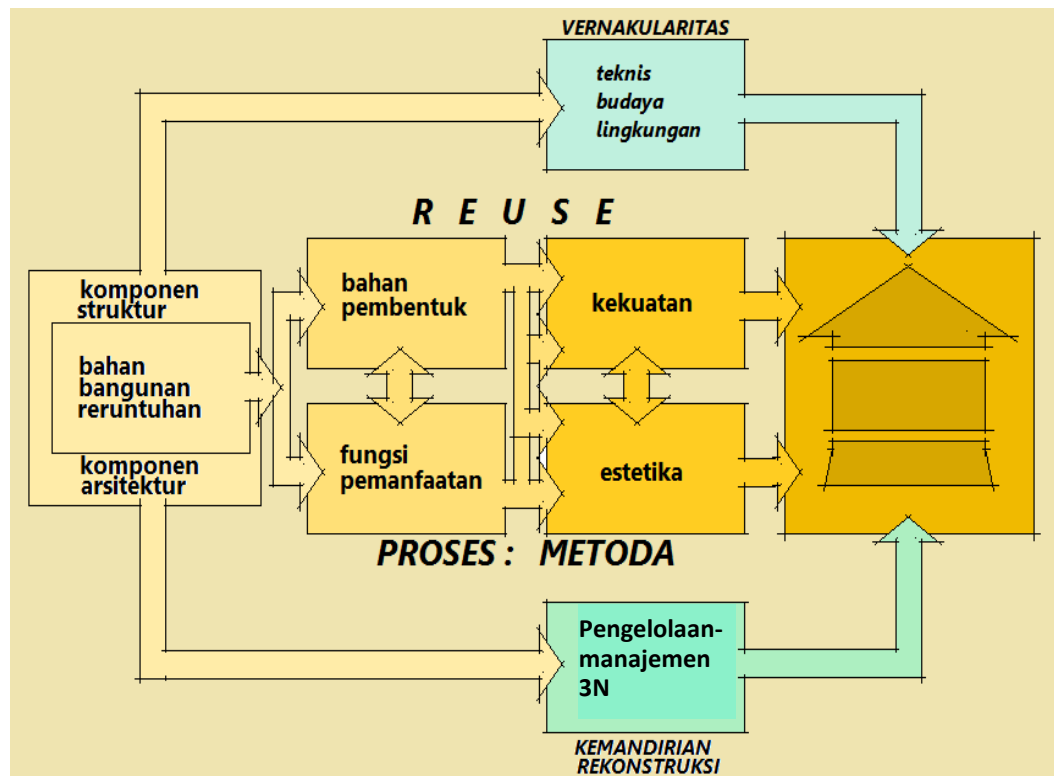 VERNAKULARITAS
teknis
budaya
lingkungan
R E U S E
komponen
struktur
bahan
bangunan
reruntuhan
komponen
arsitektur
bahan
pembentuk
fungsi
pemanfaatan
kekuatan
estetika
PROSES : METODA
Pengelolaan-
manajemen
3N
KEMANDIRIAN
REKONSTRUKSI